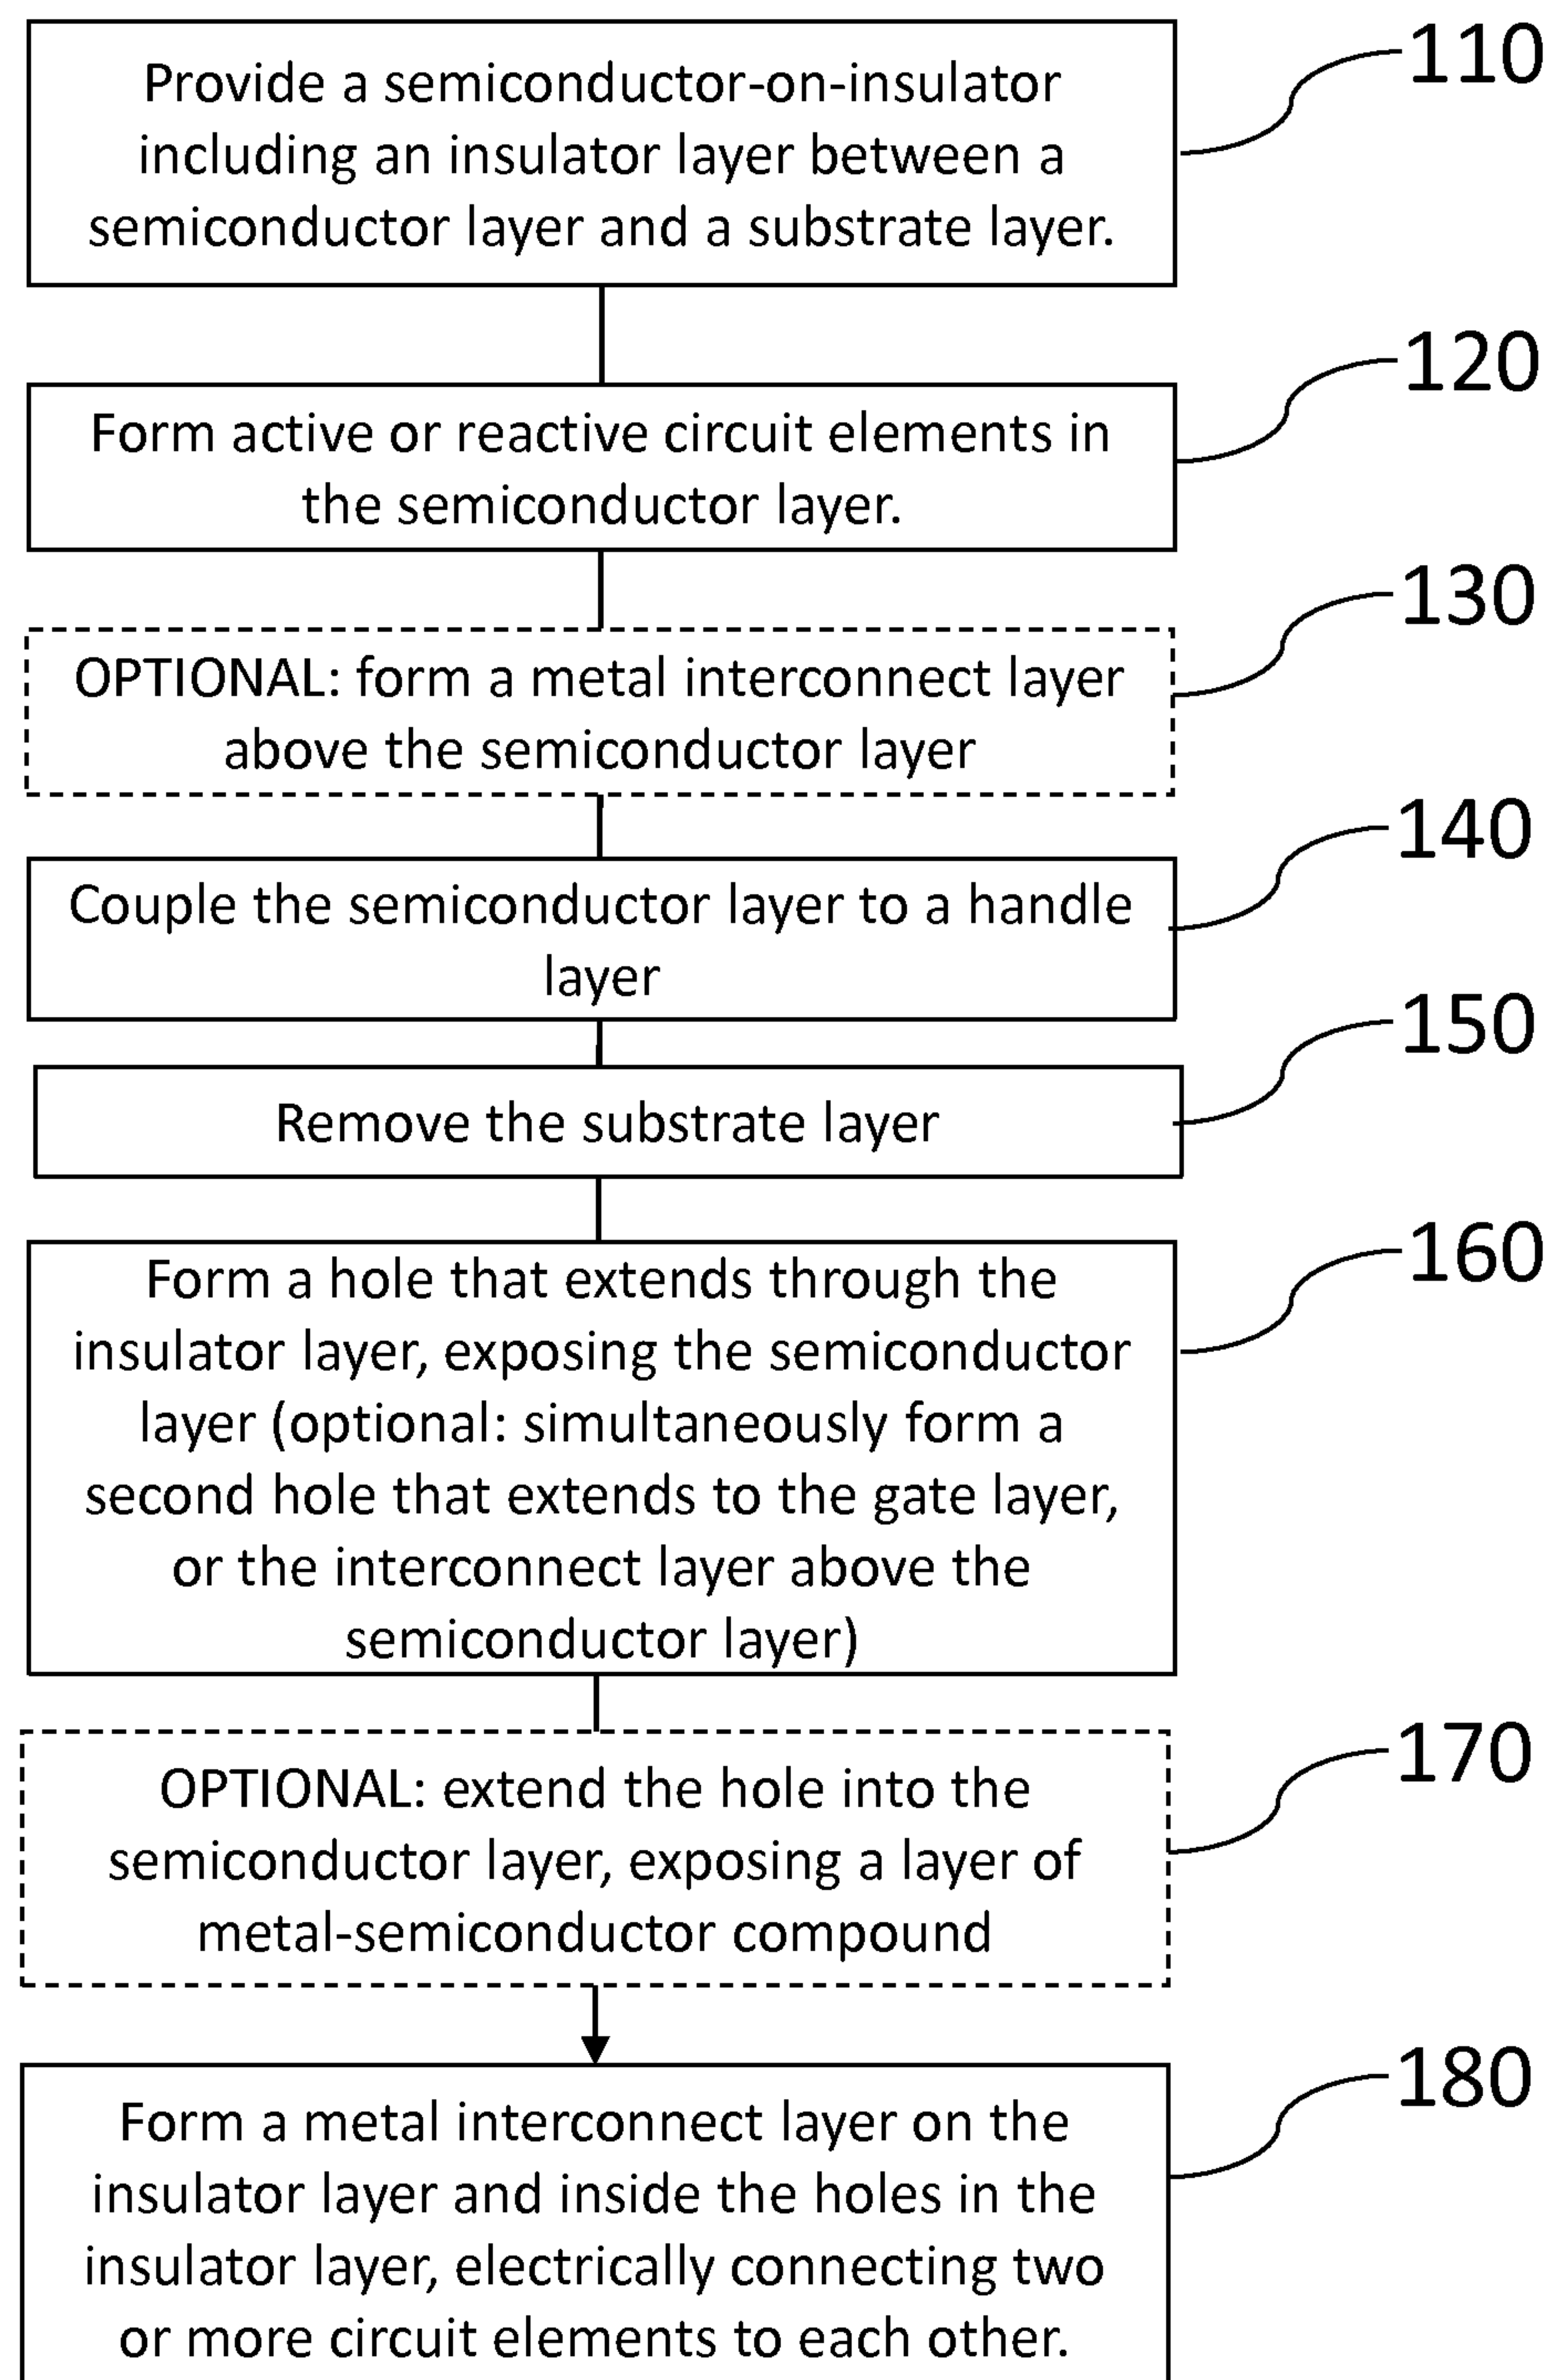 Provide a semiconductor-on-insulator
including an insulator layer between a
semiconductor layer and a substrate layer.
110
Form active or reactive circuit elements in
the semiconductor layer.
120
OPTIONAL: form a metal interconnect layer
above the semiconductor layer
130
Couple the semiconductor layer to a handle
layer
140
Remove the substrate layer
150
Form a hole that extends through the
insulator layer, exposing the semiconductor
layer (optional: simultaneously form a
second hole that extends to the gate layer,
or the interconnect layer above the
semiconductor layer)
160
OPTIONAL: extend the hole into the
semiconductor layer, exposing a layer of
metal-semiconductor compound
170
Form a metal interconnect layer on the
insulator layer and inside the holes in the
insulator layer, electrically connecting two
or more circuit elements to each other.
180